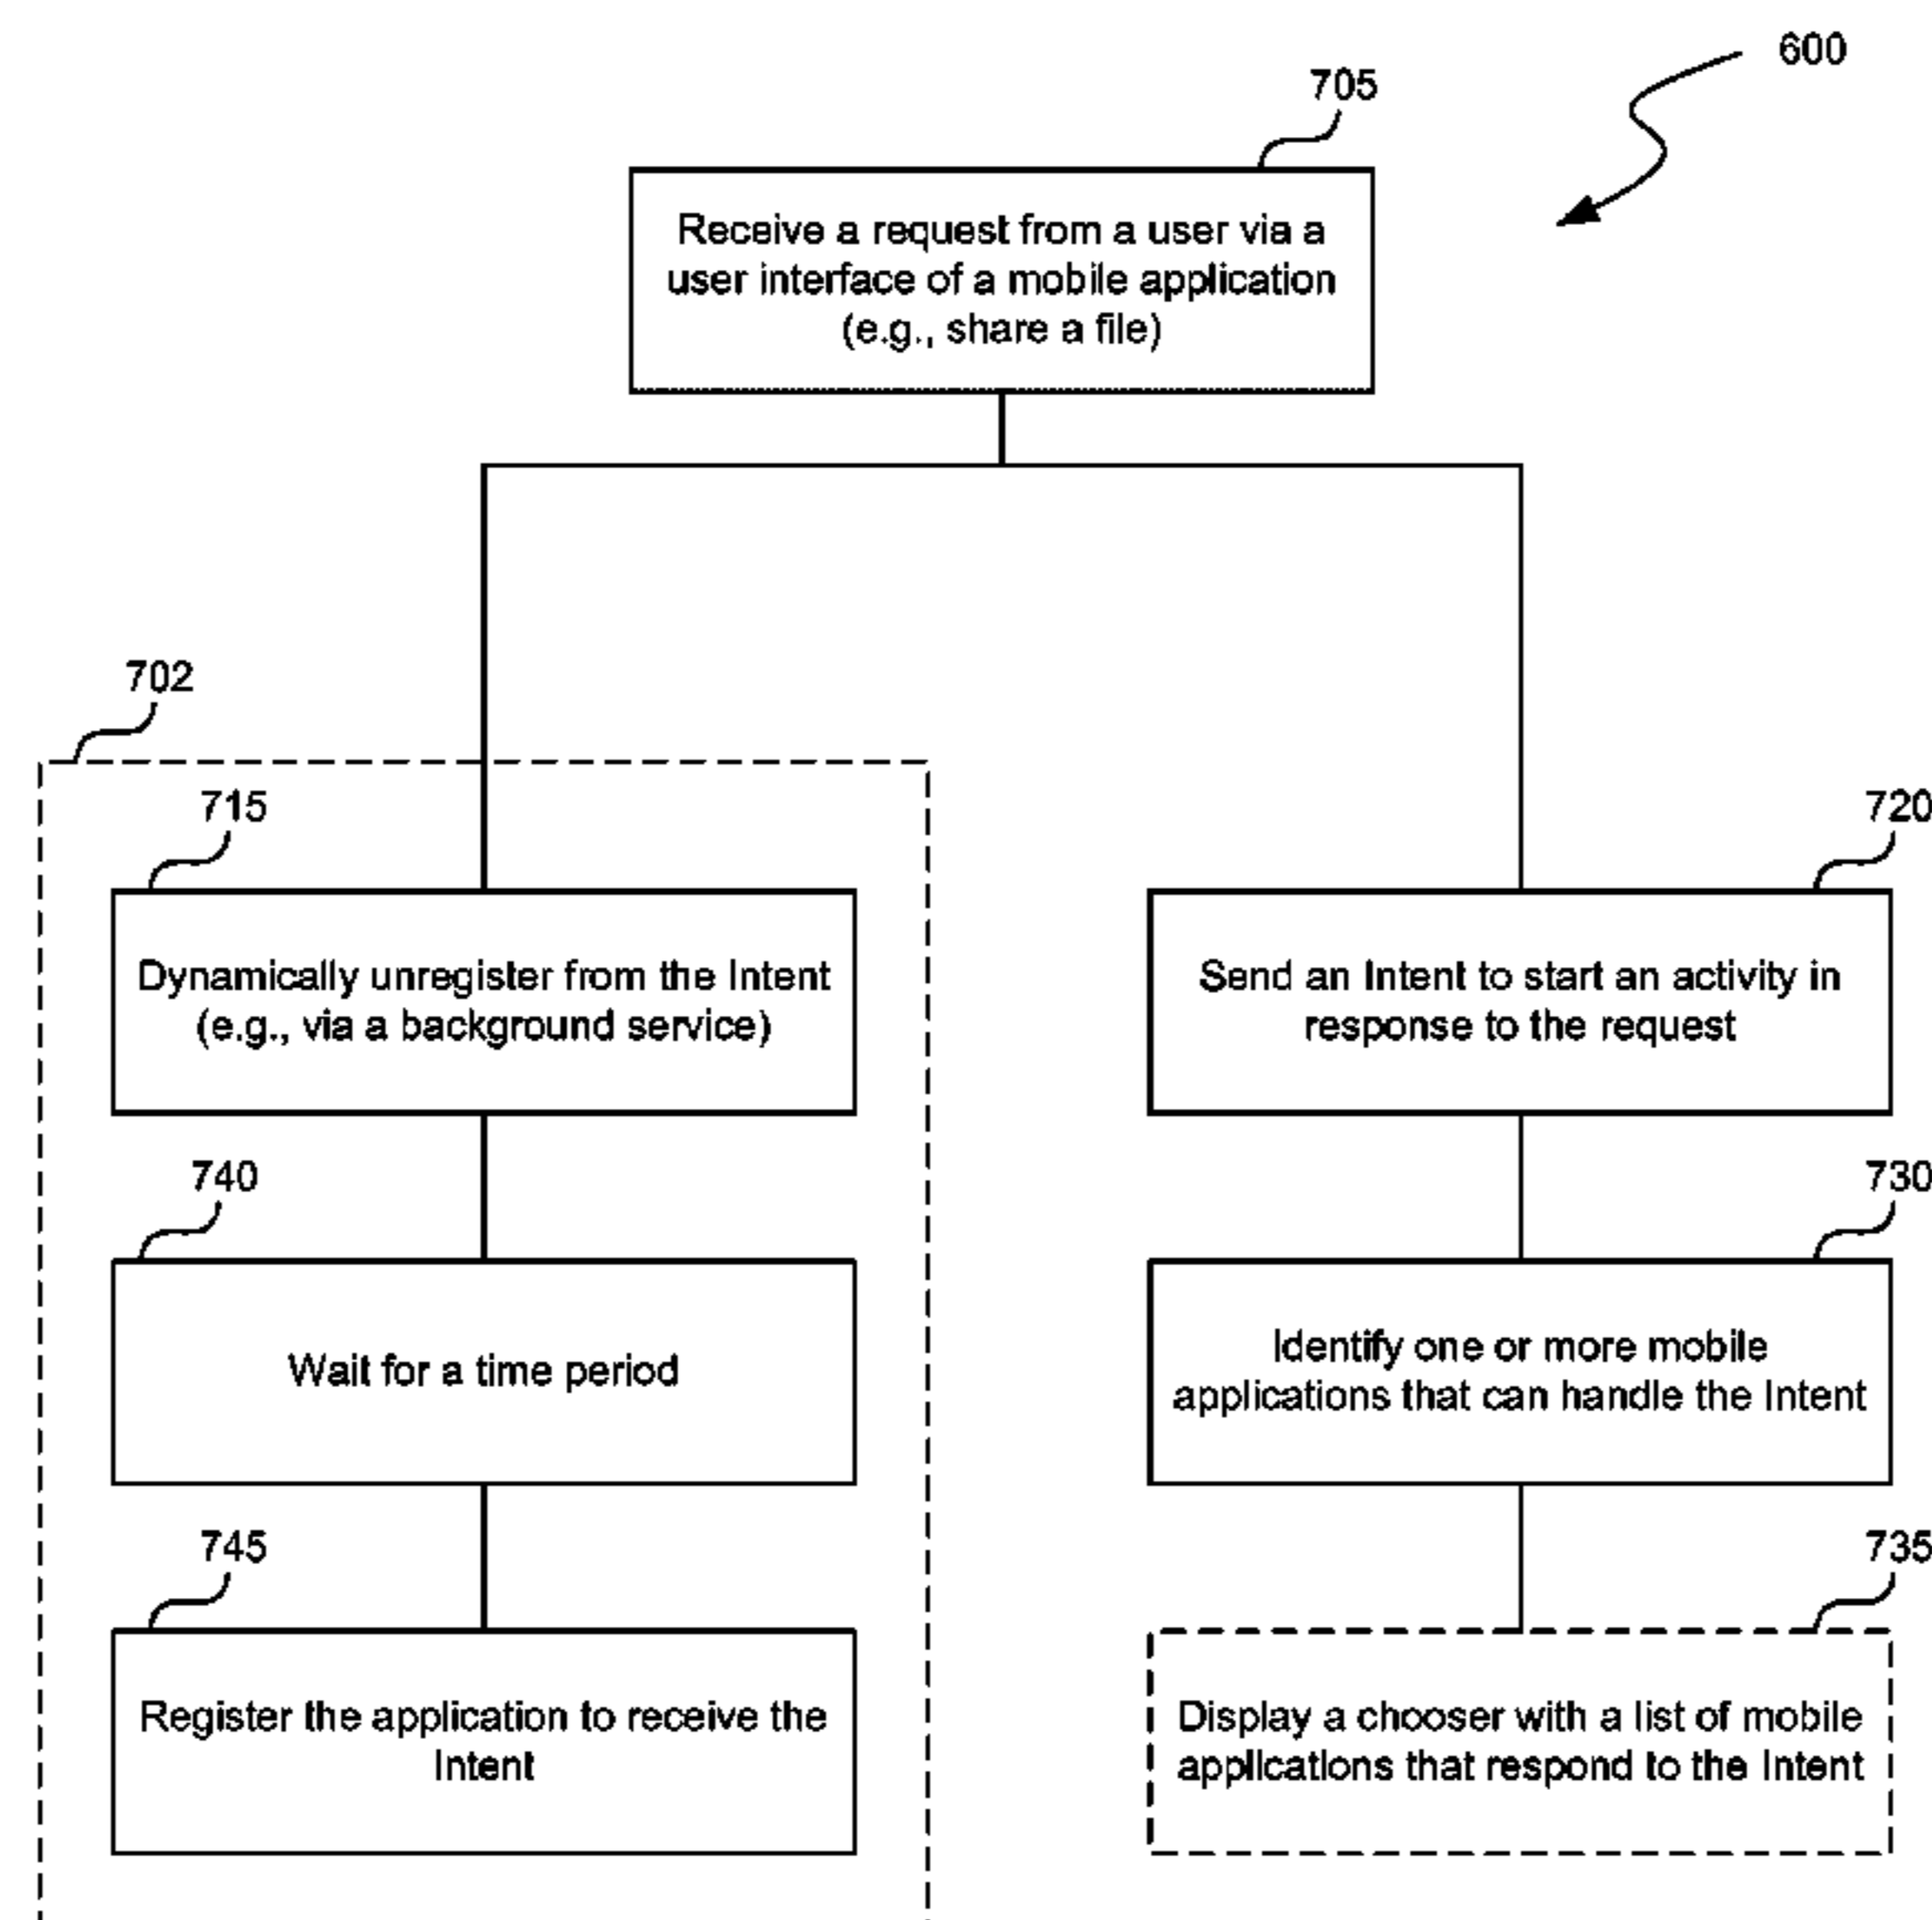 600
705
Receive a request from a user via a
user interface of a mobile application
(e.g., share a file)
702
715
Dynamically unregister from the Intent
(e.g., via a background service)
720
Send an Intent to start an activity in
response to the request
740
Wait for a time period
730
Identify one or more mobile
applications that can handle the Intent
745
Register the application to receive the
Intent
735
Display a chooser with a list of mobile
applications that respond to the Intent